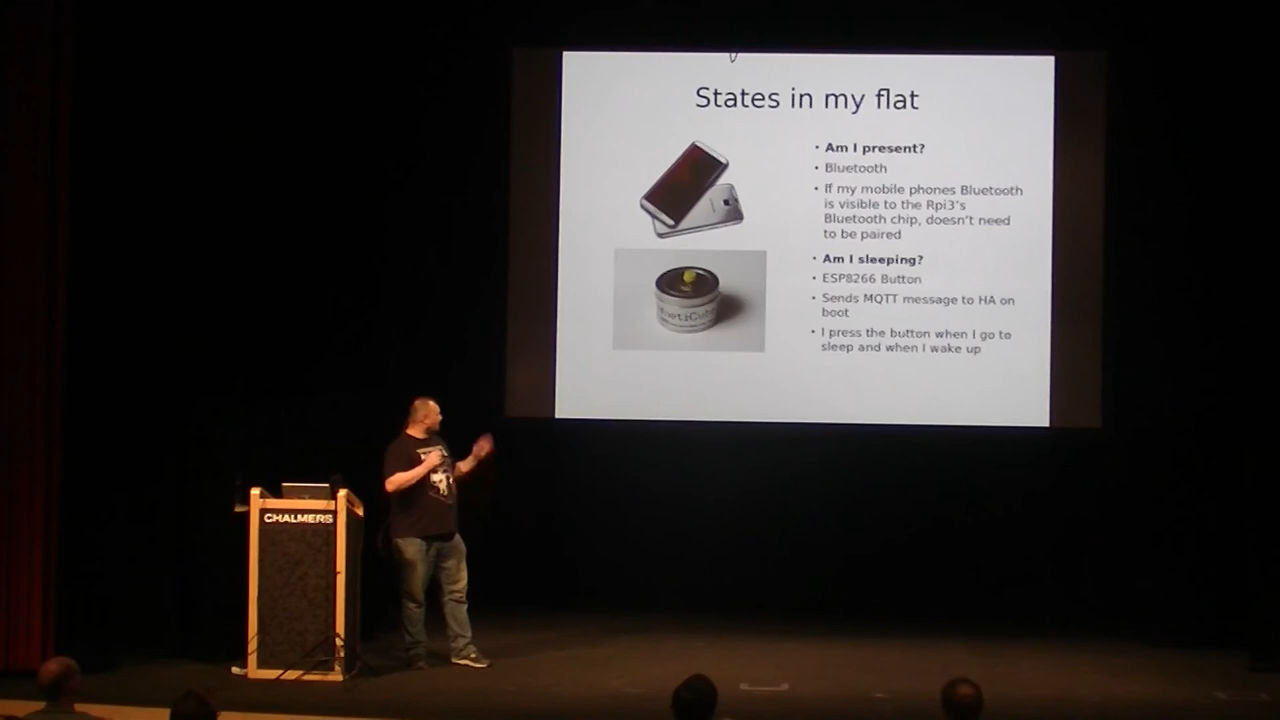 States in my flat
• Am I present?
• Bluetooth
• If my mobile phones Bluetooth
is visible to the Rpi3's
Bluetooth chip, doesn't need
to be paired
• Am I sleeping?
• ESP8266 Button
• Sends MQTT message to HA on
boot
• I press the button when I go to
sleep and when I wake up
CHALMERS